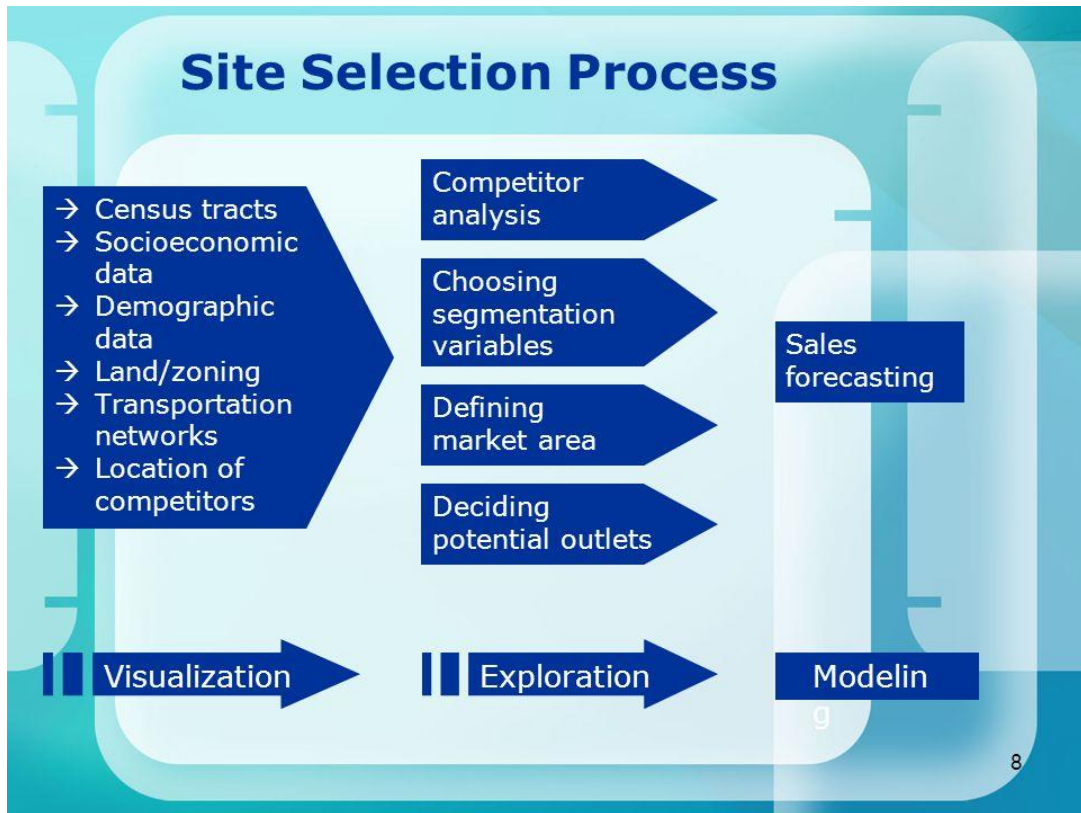 Site Selection Process
→ Census tracts
→ Socioeconomic
data
→ Demographic
data
→ Land/zoning
→ Transportation
networks
→ Location of
competitors
Competitor
analysis
Choosing
segmentation
variables
Defining
market area
Deciding
potential outlets
Sales
forecasting
Visualization
Exploration
Modelin
g
8